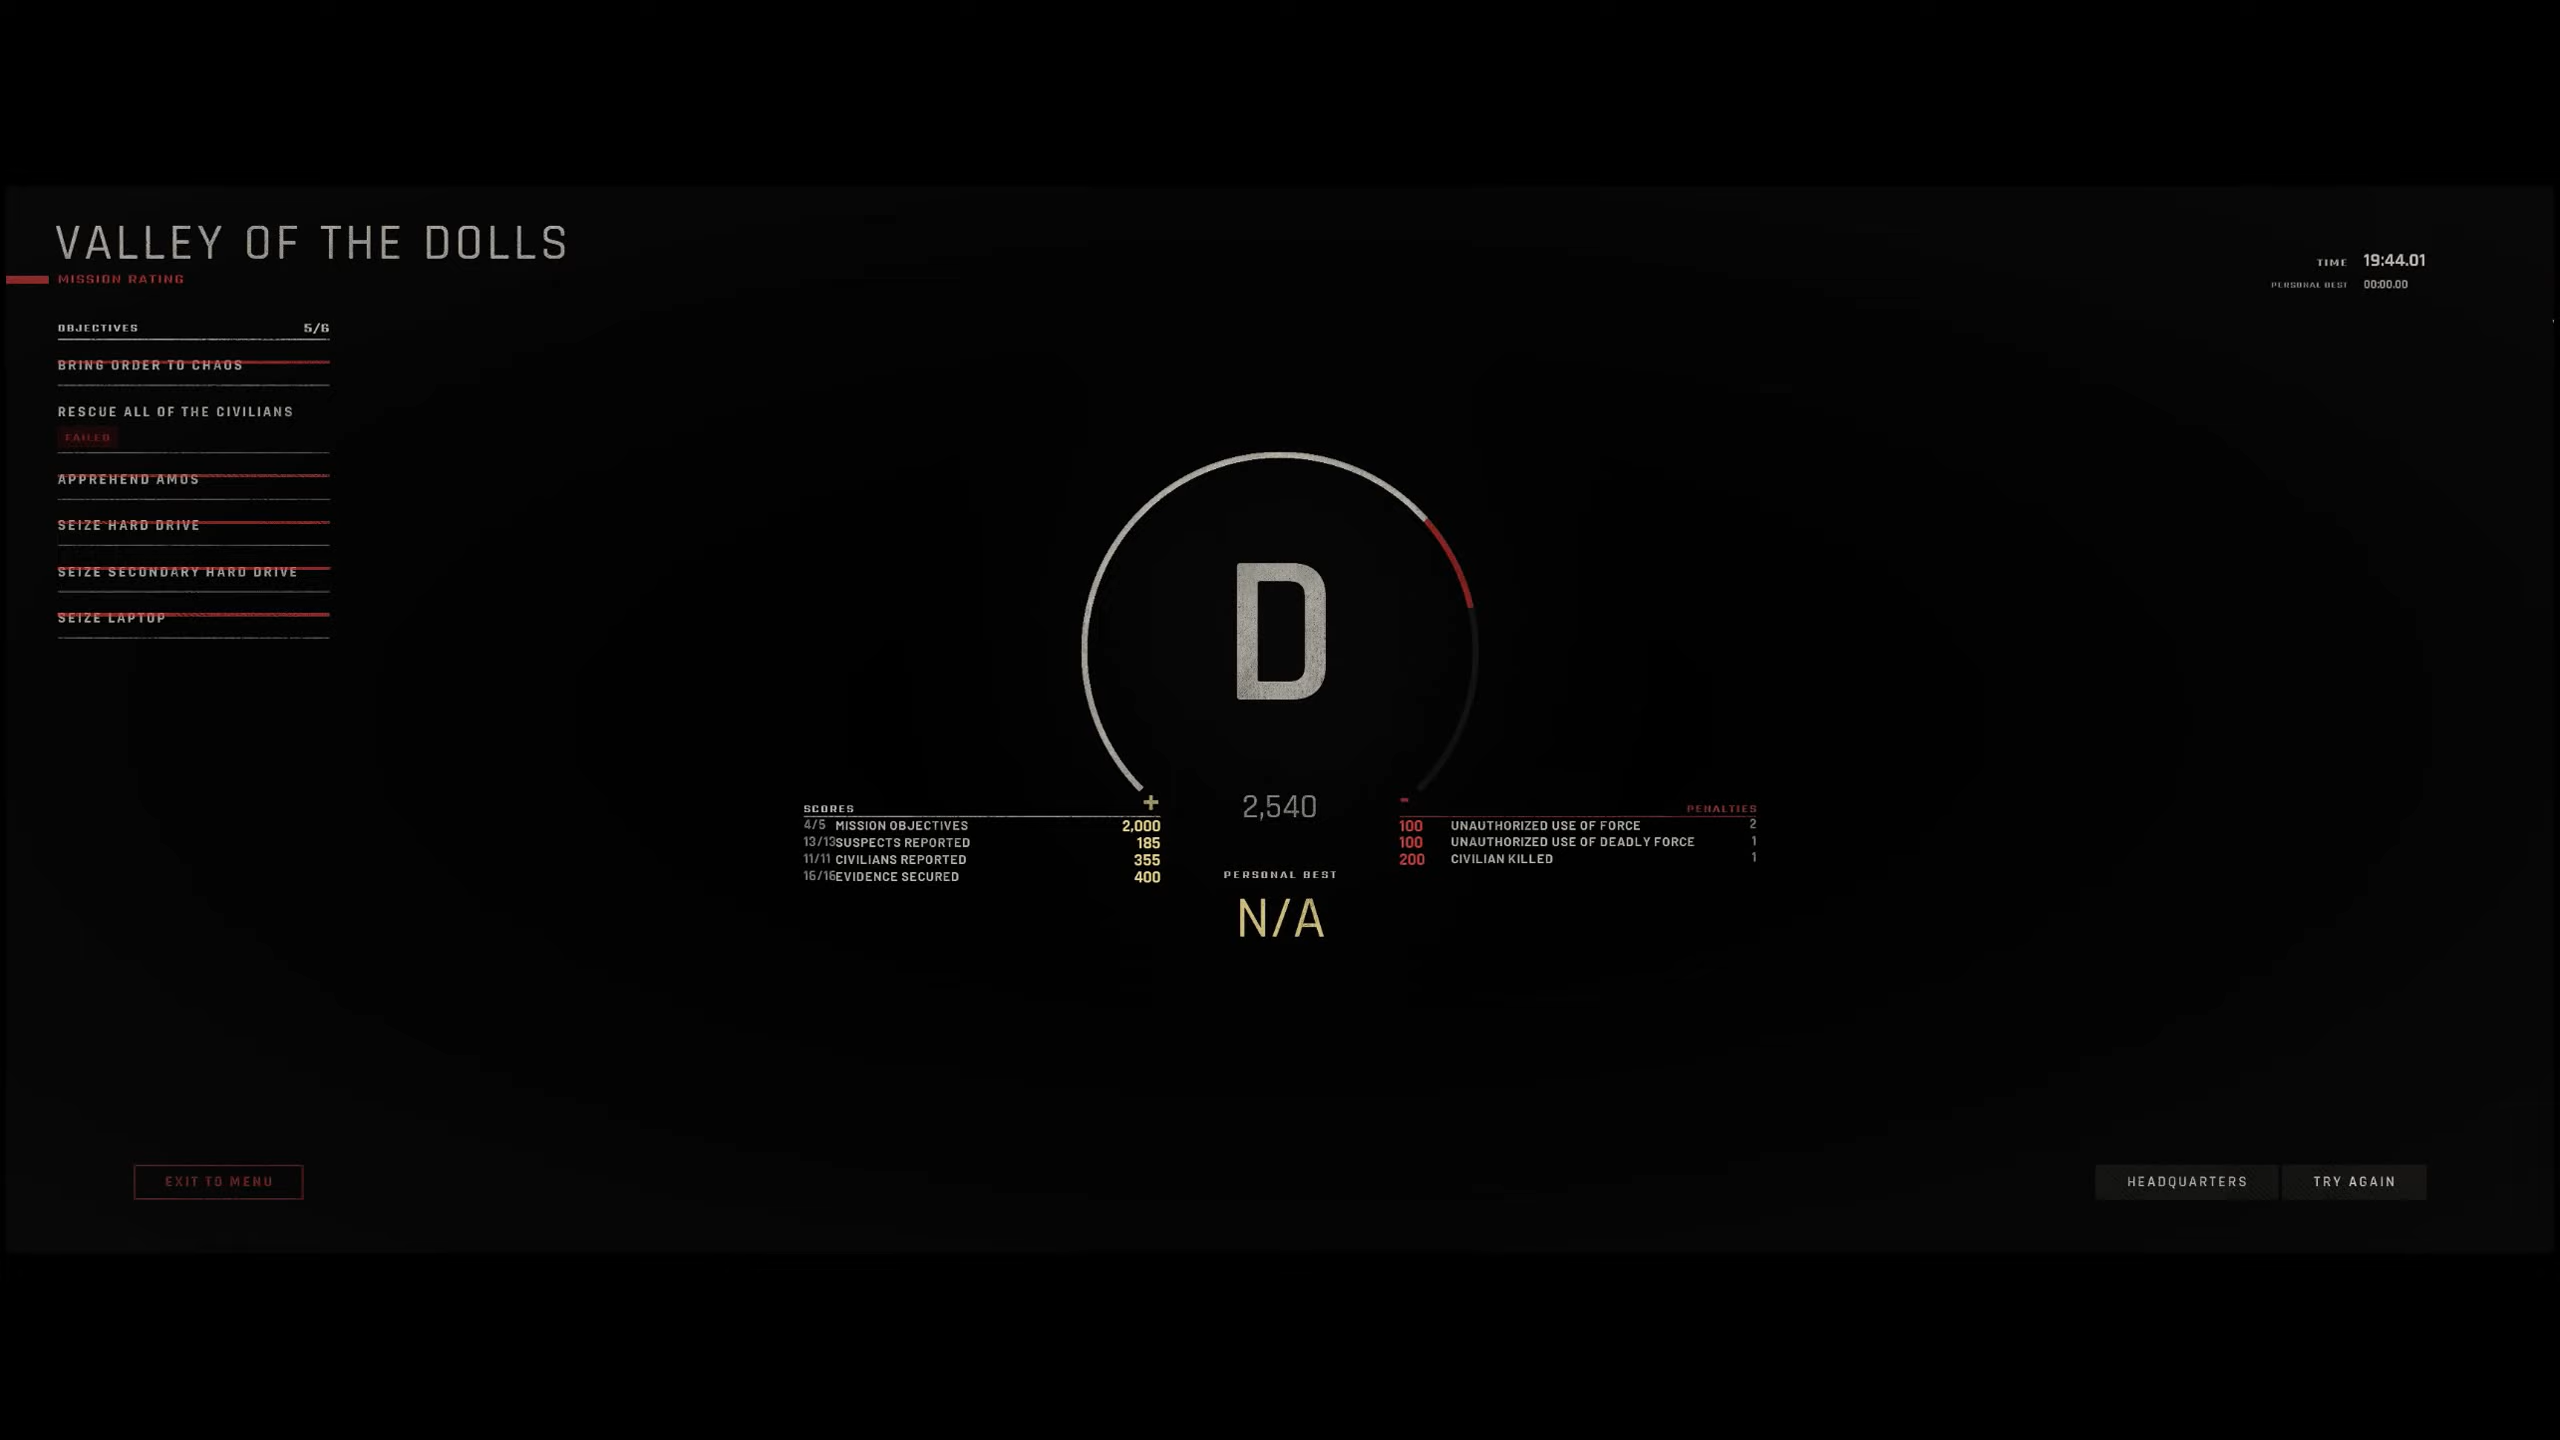 VALLEY OF THE DOLLS
MISSION RATING
TIME 19:44.01
PERSONAL BEST 00:00.00
OBJECTIVES 5/6
BRING ORDER TO CHAOS
RESCUE ALL OF THE CIVILIANS
FAILED
APPREHEND AMOS
SEIZE HARD DRIVE
SEIZE SECONDARY HARD DRIVE
SEIZE LAPTOP
D
2,540
PERSONAL BEST
N/A
SCORES +
4/5 MISSION OBJECTIVES 2,000
13/13 SUSPECTS REPORTED 185
11/11 CIVILIANS REPORTED 355
16/16 EVIDENCE SECURED 400
- PENALTIES
100 UNAUTHORIZED USE OF FORCE 2
100 UNAUTHORIZED USE OF DEADLY FORCE 1
200 CIVILIAN KILLED 1
EXIT TO MENU
HEADQUARTERS
TRY AGAIN